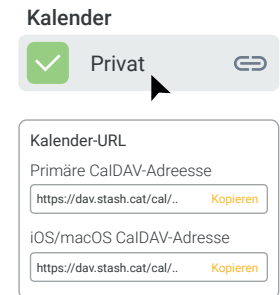 Kalender
Privat
Kalender-URL
Primäre CalDAV-Adreesse
https://dav.stash.cat/cal/.. Kopieren
iOS/macOS CalDAV-Adresse
https://dav.stash.cat/cal/.. Kopieren